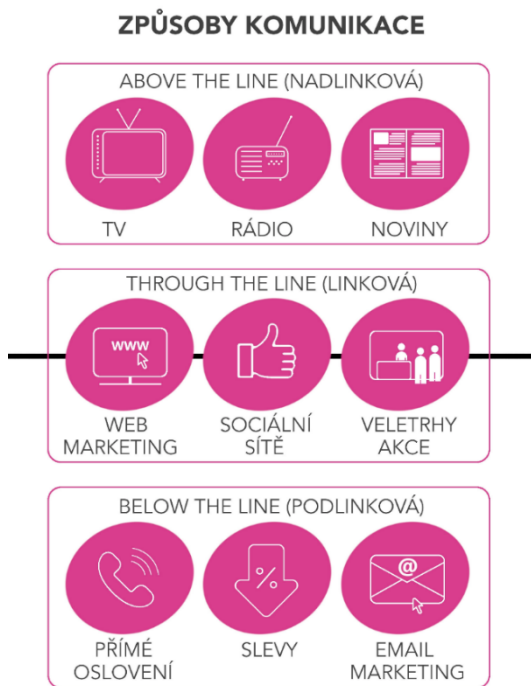 ZPŮSOBY KOMUNIKACE
ABOVE THE LINE (NADLINKOVÁ)
TV
RÁDIO
NOVINY
THROUGH THE LINE (LINKOVÁ)
www
WEB
MARKETING
SOCIÁLNÍ
SÍTĚ
VELETRHY
AKCE
BELOW THE LINE (PODLINKOVÁ)
%
@
PŘÍMÉ
OSLOVENÍ
SLEVY
EMAIL
MARKETING